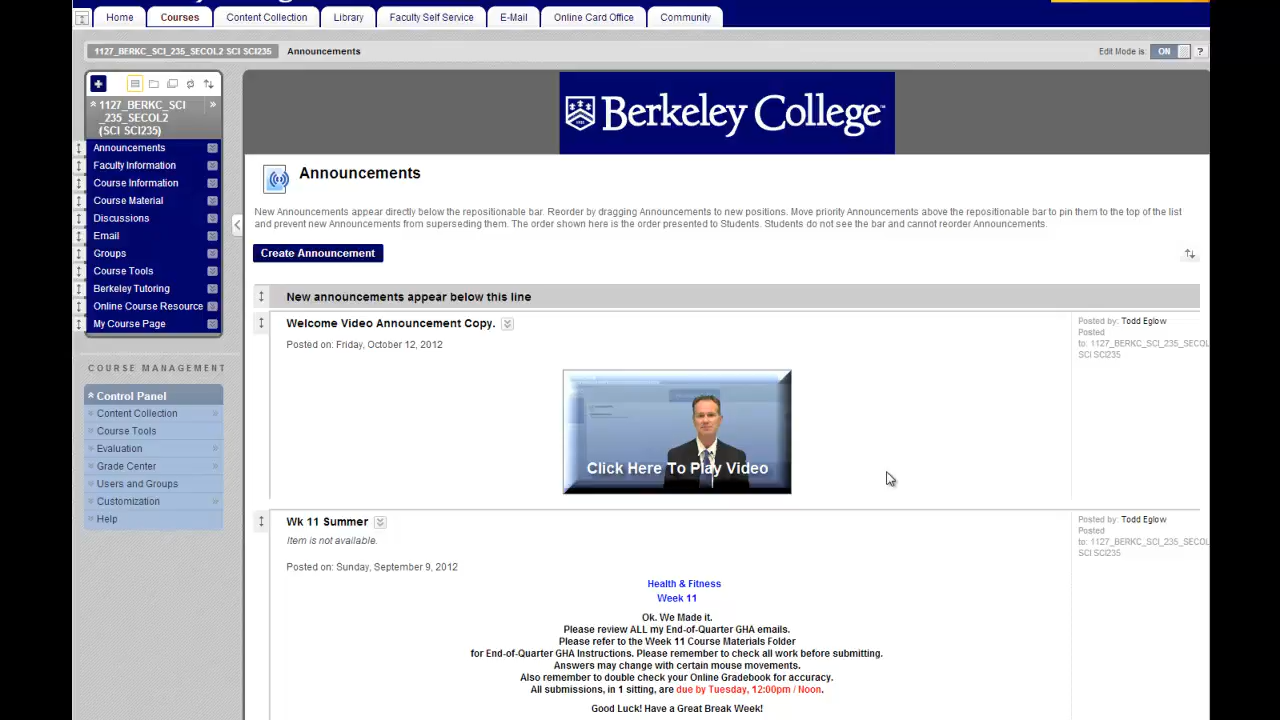 Home
Courses
Content Collection
Library
Faculty Self Service
E-Mail
Online Card Office
Community
1127_BERKC_SCI_235_SECOL2 SCI SCI235
Announcements
Edit Mode is:
ON
?
1127_BERKC_SCI
_235_SECOL2
(SCI SCI235)
Announcements
Faculty Information
Course Information
Course Material
Discussions
Email
Groups
Course Tools
Berkeley Tutoring
Online Course Resource
My Course Page
COURSE MANAGEMENT
Control Panel
Content Collection
Course Tools
Evaluation
Grade Center
Users and Groups
Customization
Help
Berkeley College™
Announcements
New Announcements appear directly below the repositionable bar. Reorder by dragging Announcements to new positions. Move priority Announcements above the repositionable bar to pin them to the top of the list
and prevent new Announcements from superseding them. The order shown here is the order presented to Students. Students do not see the bar and cannot reorder Announcements.
Create Announcement
New announcements appear below this line
Welcome Video Announcement Copy.
Posted on: Friday, October 12, 2012
Posted by: Todd Eglow
Posted
to: 1127_BERKC_SCI_235_SECOL
SCI SCI235
Click Here To Play Video
Wk 11 Summer
Item is not available.
Posted on: Sunday, September 9, 2012
Posted by: Todd Eglow
Posted
to: 1127_BERKC_SCI_235_SECOL
SCI SCI235
Health & Fitness
Week 11
Ok. We Made it.
Please review ALL my End-of-Quarter GHA emails.
Please refer to the Week 11 Course Materials Folder
for End-of-Quarter GHA Instructions. Please remember to check all work before submitting.
Answers may change with certain mouse movements.
Also remember to double check your Online Gradebook for accuracy.
All submissions, in 1 sitting, are due by Tuesday, 12:00pm / Noon.
Good Luck! Have a Great Break Week!